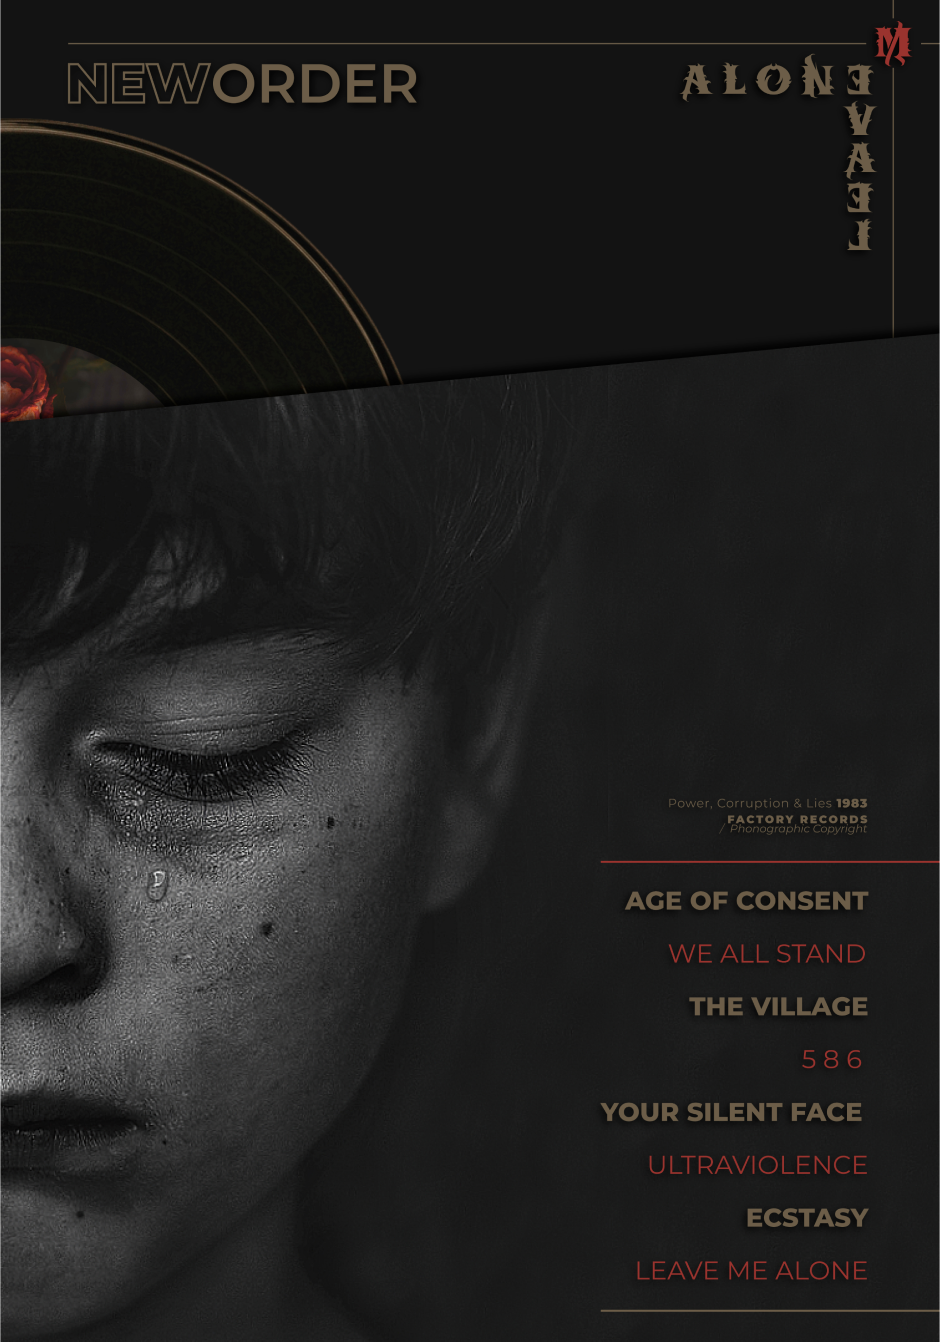 NEWORDER
M
ALONE
LEAVE
Power, Corruption & Lies 1983
FACTORY RECORDS
/ Phonographic Copyright
AGE OF CONSENT
WE ALL STAND
THE VILLAGE
5 8 6
YOUR SILENT FACE
ULTRAVIOLENCE
ECSTASY
LEAVE ME ALONE